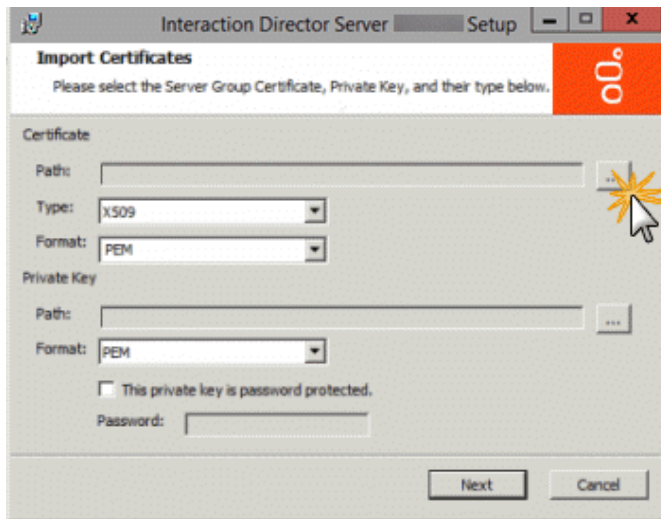 Interaction Director Server Setup
Import Certificates
Please select the Server Group Certificate, Private Key, and their type below.
Certificate
Path: ...
Type: X509
Format: PEM
Private Key
Path: ...
Format: PEM
This private key is password protected.
Password:
Next Cancel